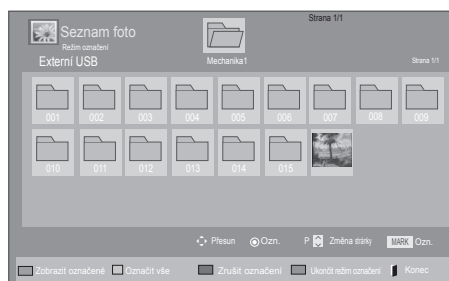 Strana 1/1
Seznam foto
Režim označení
Externí USB
Mechanika1
Strana 1/1
001 002 003 004 005 006 007 008 009
010 011 012 013 014 015
Přesun Ozn. P Změna stránky MARK Ozn.
Zobrazit označené Označit vše Zrušit označení Ukončit režim označení Konec